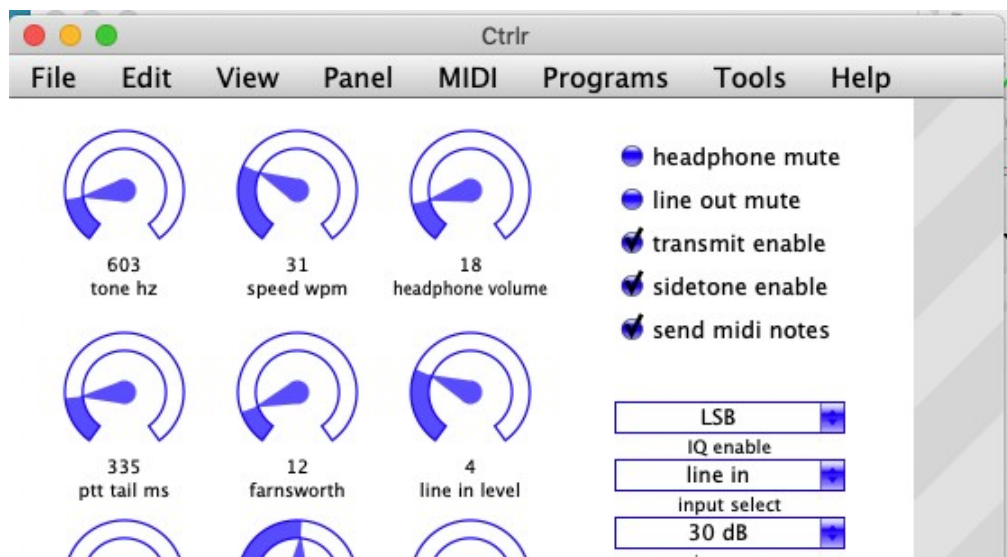 Ctrlr
File Edit View Panel MIDI Programs Tools Help
603 31 18
tone hz speed wpm headphone volume
335 12 4
ptt tail ms farnsworth line in level
headphone mute
line out mute
transmit enable
sidetone enable
send midi notes
LSB
IQ enable
line in
input select
30 dB